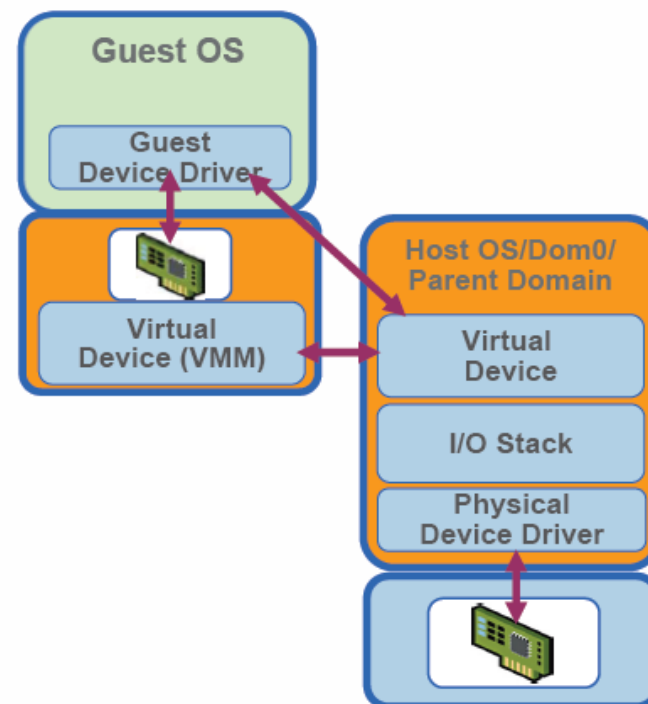 Guest OS
Guest
Device Driver
Virtual
Device (VMM)
Host OS/Dom0/
Parent Domain
Virtual
Device
I/O Stack
Physical
Device Driver